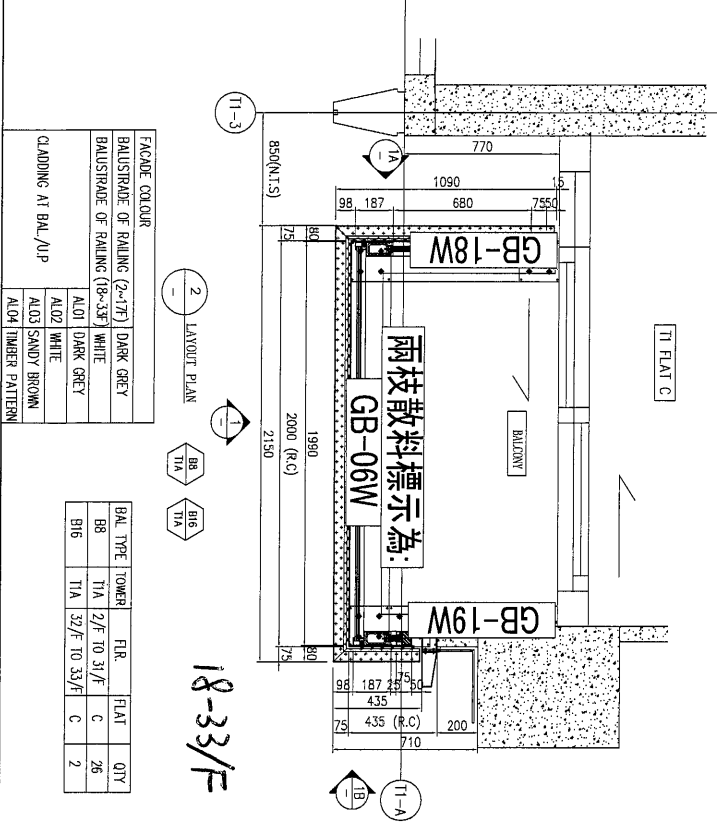 T1-3
850(N.T.S)
1A
-
770
1090
15
98
187
680
75
50
75
80
GB-18W
T1 FLAT C
BALCONY
兩枝散料標示為:
GB-06W
GB-19W
1990
2000 (R.C)
2150
80
75
98
187
25
75
50
435
75
435 (R.C)
200
710
1B
-
T1-A
1
-
2
-
LAYOUT PLAN
B8
T1A
B16
T1A
18-33/F
FACADE COLOUR
BALUSTRADE OF RAILING (2~17F) DARK GREY
BALUSTRADE OF RAILING (18~33F) WHITE
CLADDING AT BAL./U.P
AL01 DARK GREY
AL02 WHITE
AL03 SANDY BROWN
AL04 TIMBER PATTERN
BAL TYPE TOWER FLR. FLAT QTY
B8 T1A 2/F TO 31/F C 26
B16 T1A 32/F TO 33/F C 2